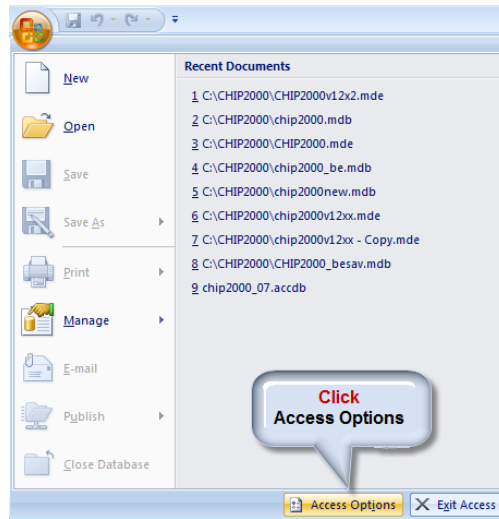 New
Open
Save
Save As
Print
Manage
E-mail
Publish
Close Database
Recent Documents
1 C:\CHIP2000\CHIP2000v12x2.mde
2 C:\CHIP2000\chip2000.mdb
3 C:\CHIP2000\CHIP2000.mde
4 C:\CHIP2000\chip2000_be.mdb
5 C:\CHIP2000\chip2000new.mdb
6 C:\CHIP2000\chip2000v12xx.mde
7 C:\CHIP2000\chip2000v12xx - Copy.mde
8 C:\CHIP2000\CHIP2000_besav.mdb
9 chip2000_07.accdb
Click
Access Options
Access Options
Exit Access